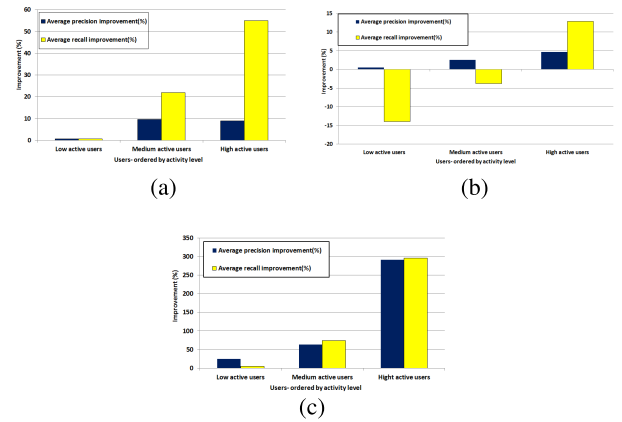 60
50
40
30
20
10
0
Improvement (%)
Average precision improvement(%)
Average recall improvement(%)
Low active users
Medium active users
High active users
Users- ordered by activity level
(a)
15
10
5
0
-5
-10
-15
-20
Improvement (%)
Average precision improvement(%)
Average recall improvement(%)
Low active users
Medium active users
High active users
Users- ordered by activity level
(b)
350
300
250
200
150
100
50
0
Improvement (%)
Average precision improvement(%)
Average recall improvement(%)
Low active users
Medium active users
Hight active users
Users- ordered by activity level
(c)